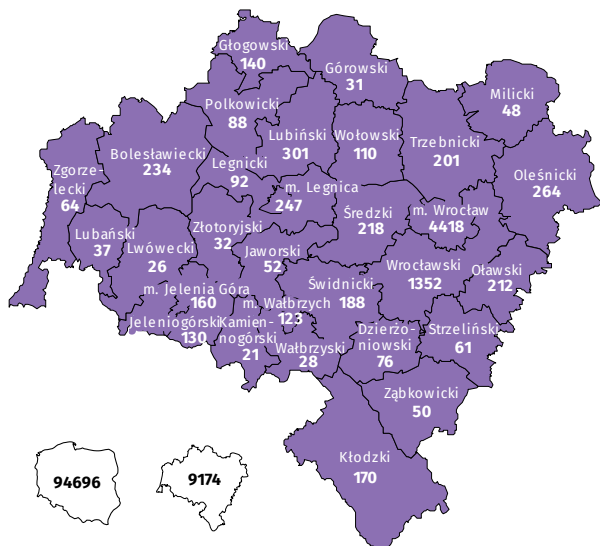 Głogowski
140
Górowski
31
Milicki
48
Polkowicki
88
Lubiński
301
Wołowski
110
Trzebnicki
201
Bolesławiecki
234
Legnicki
92
Oleśnicki
264
Zgorze-
lecki
64
m. Legnica
247
Średzki
218
m. Wrocław
4418
Lubański
37
Lwówecki
26
Złotoryjski
32
Jaworski
52
Wrocławski
1352
Oławski
212
m. Jelenia Góra
160
m. Wałbrzych
123
Świdnicki
188
Jeleniogórski
130
Kamien-
nogórski
21
Wałbrzyski
28
Dzierżo-
niowski
76
Strzeliński
61
Ząbkowicki
50
Kłodzki
170
94696
9174